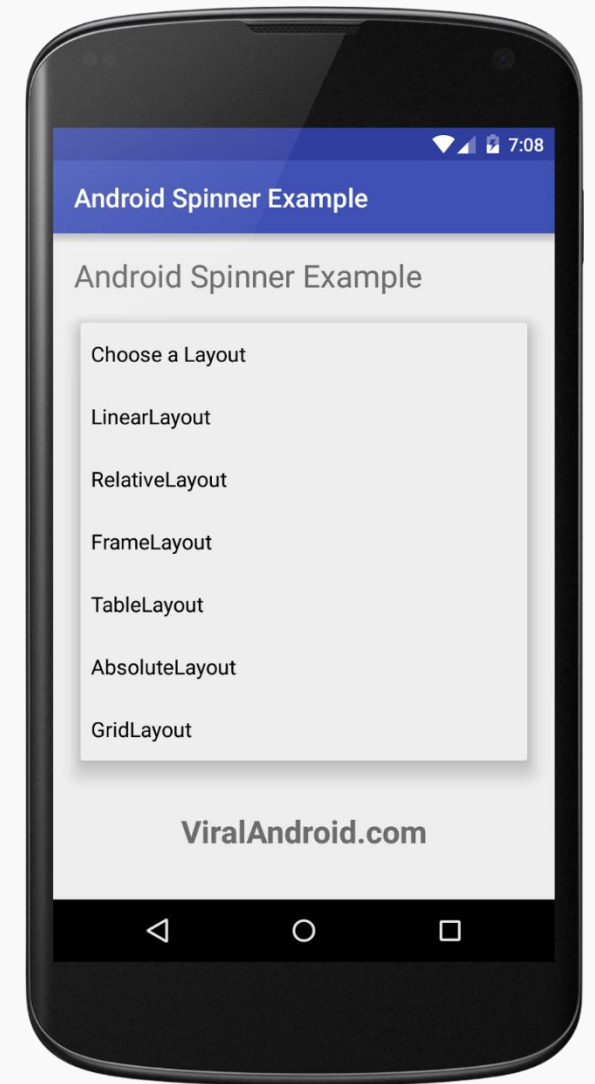 7:08
Android Spinner Example
Android Spinner Example
Choose a Layout
LinearLayout
RelativeLayout
FrameLayout
TableLayout
AbsoluteLayout
GridLayout
ViralAndroid.com